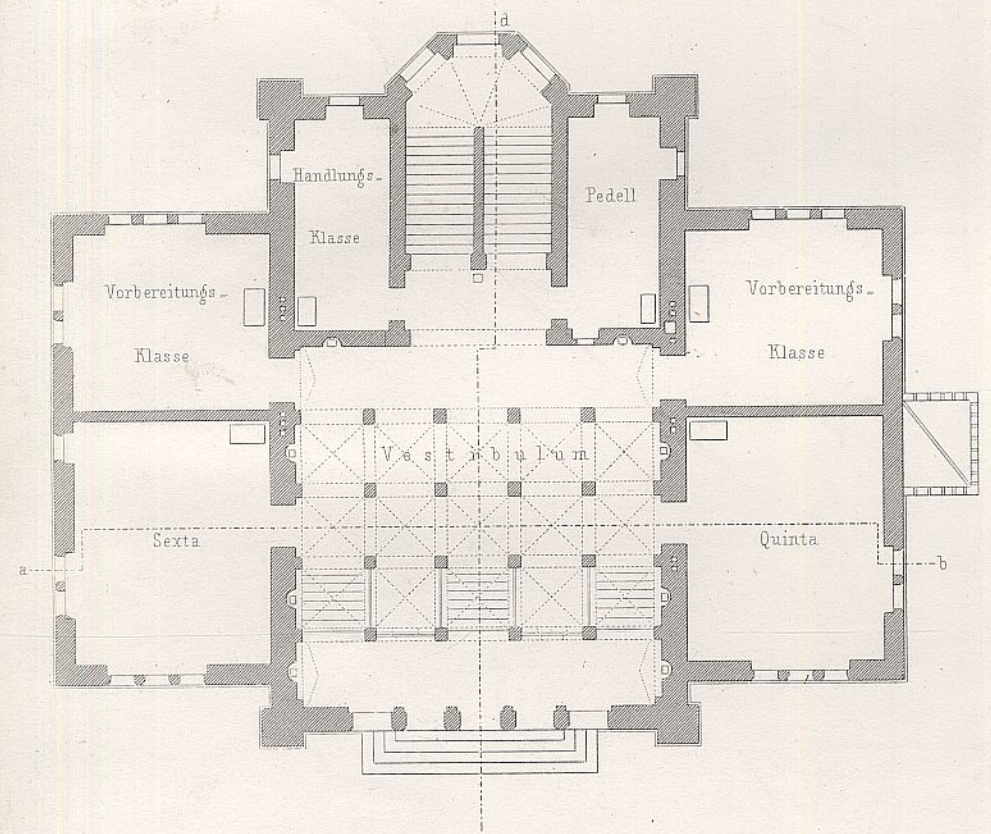 d
Handlungs-
Klasse
Pedell
Vorbereitungs-
Klasse
Vorbereitungs-
Klasse
Vestibulum
Sexta
Quinta
a
b